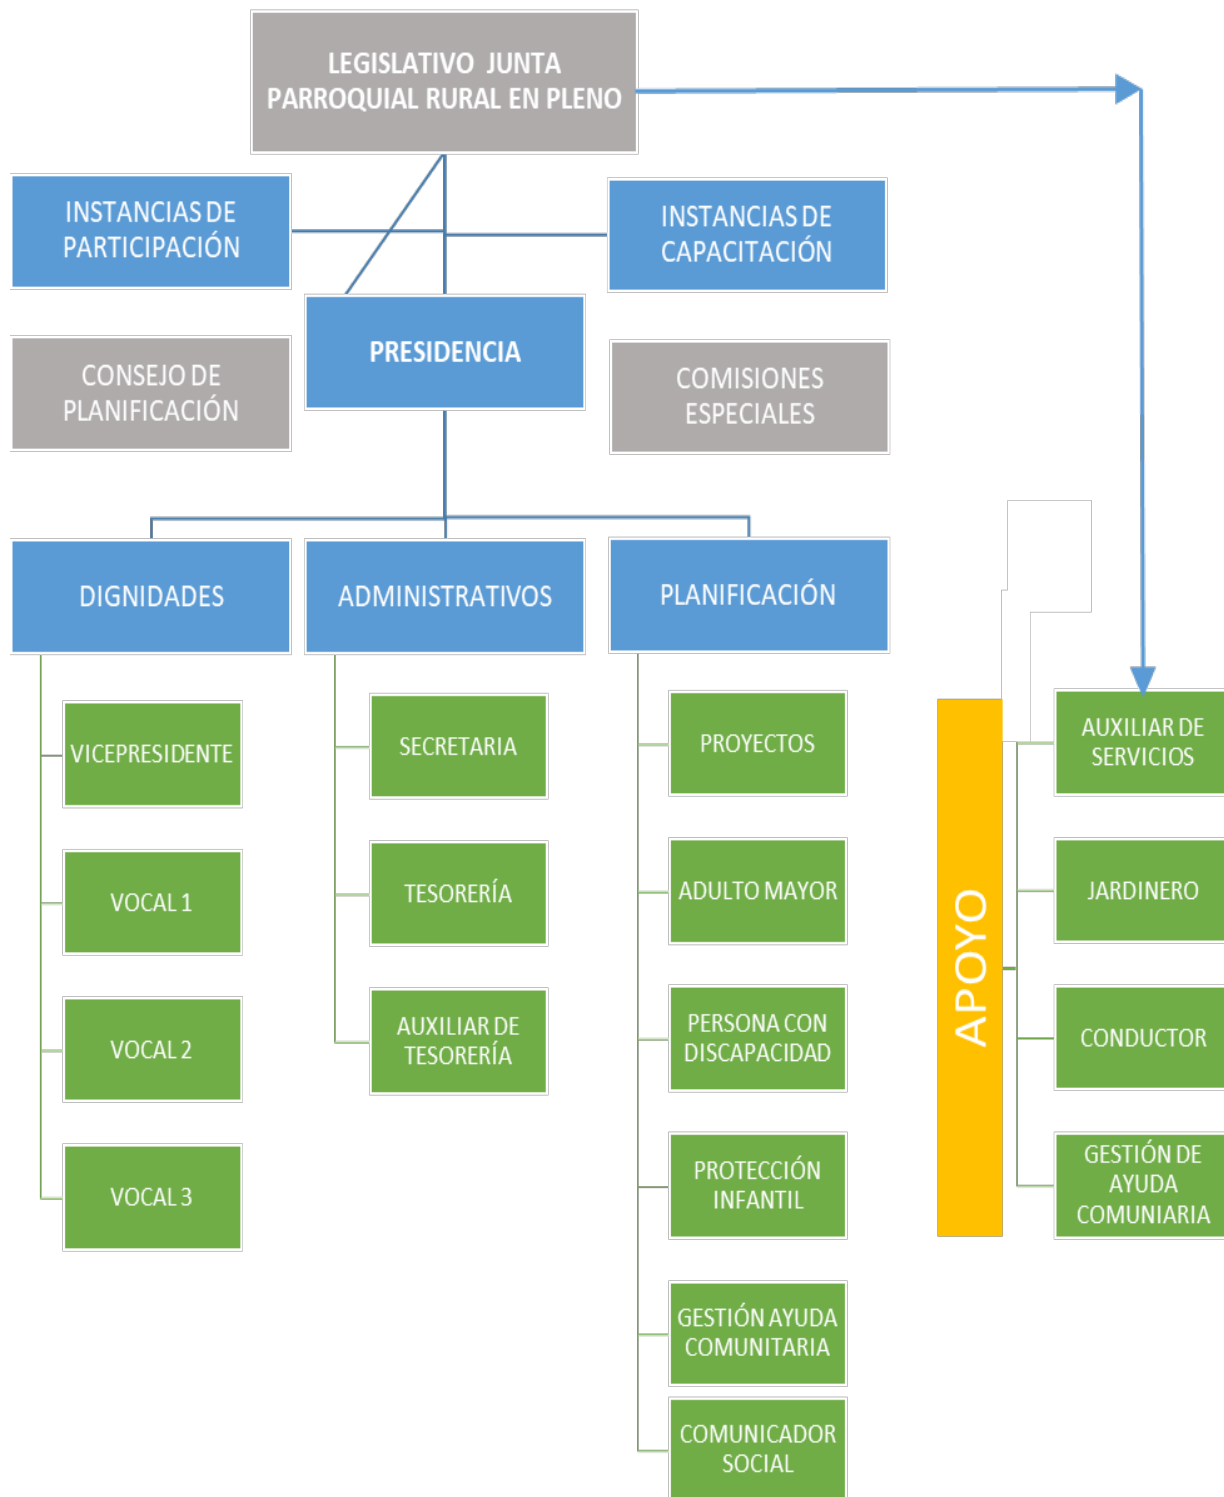 LEGISLATIVO JUNTA
PARROQUIAL RURAL EN PLENO
INSTANCIAS DE
PARTICIPACIÓN
INSTANCIAS DE
CAPACITACIÓN
PRESIDENCIA
CONSEJO DE
PLANIFICACIÓN
COMISIONES
ESPECIALES
DIGNIDADES
ADMINISTRATIVOS
PLANIFICACIÓN
VICEPRESIDENTE
VOCAL 1
VOCAL 2
VOCAL 3
SECRETARIA
TESORERÍA
AUXILIAR DE
TESORERÍA
PROYECTOS
ADULTO MAYOR
PERSONA CON
DISCAPACIDAD
PROTECCIÓN
INFANTIL
GESTIÓN AYUDA
COMUNITARIA
COMUNICADOR
SOCIAL
APOYO
AUXILIAR DE
SERVICIOS
JARDINERO
CONDUCTOR
GESTIÓN DE
AYUDA
COMUNIARIA